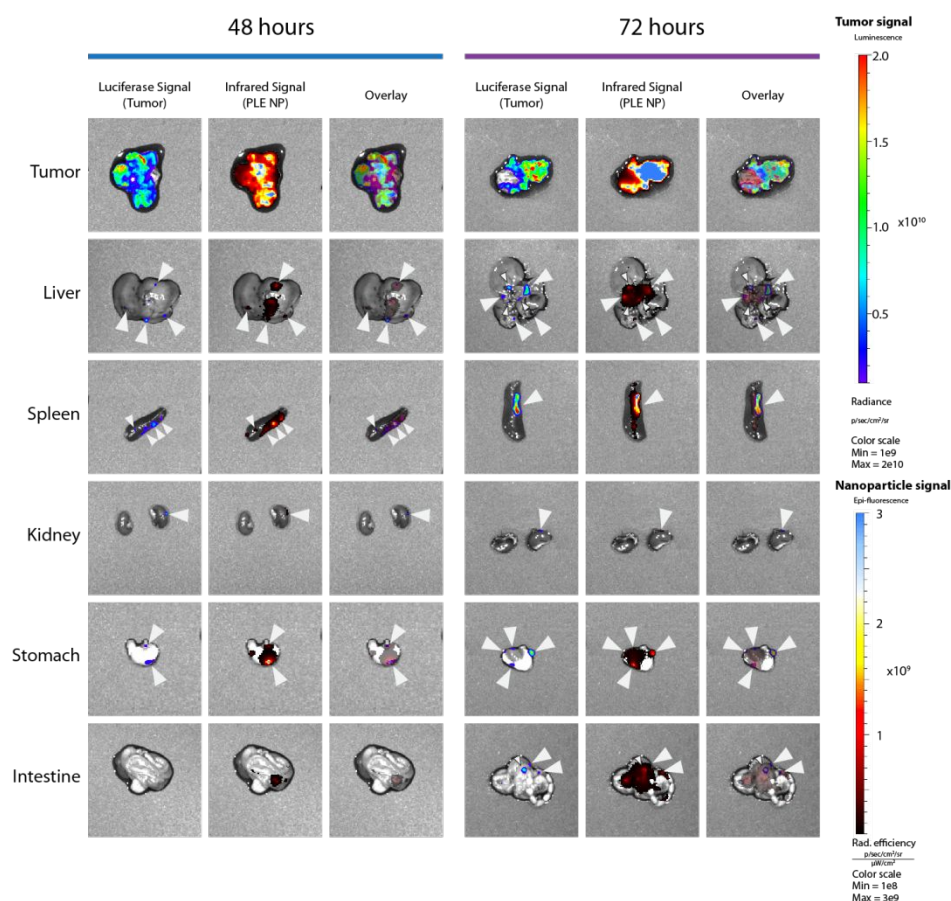 48 hours
72 hours
Luciferase Signal
(Tumor)
Infrared Signal
(PLE NP)
Overlay
Luciferase Signal
(Tumor)
Infrared Signal
(PLE NP)
Overlay
Tumor
Liver
Spleen
Kidney
Stomach
Intestine
Tumor signal
Luminescence
2.0
1.5
1.0
x10¹⁰
0.5
Radiance
p/sec/cm²/sr
Color scale
Min = 1e9
Max = 2e10
Nanoparticle signal
Epi-fluorescence
3
2
x10⁹
1
Rad. efficiency
p/sec/cm²/sr
µW/cm²
Color scale
Min = 1e8
Max = 3e9